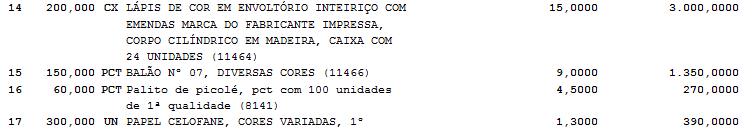 14 200,000 CX LÁPIS DE COR EM ENVOLTÓRIO INTEIRIÇO COM 15,0000 3.000,0000
EMENDAS MARCA DO FABRICANTE IMPRESSA,
CORPO CILÍNDRICO EM MADEIRA, CAIXA COM
24 UNIDADES (11464)
15 150,000 PCT BALÃO N° 07, DIVERSAS CORES (11466) 9,0000 1.350,0000
16 60,000 PCT Palito de picolé, pct com 100 unidades 4,5000 270,0000
de 1ª qualidade (8141)
17 300,000 UN PAPEL CELOFANE, CORES VARIADAS, 1° 1,3000 390,0000